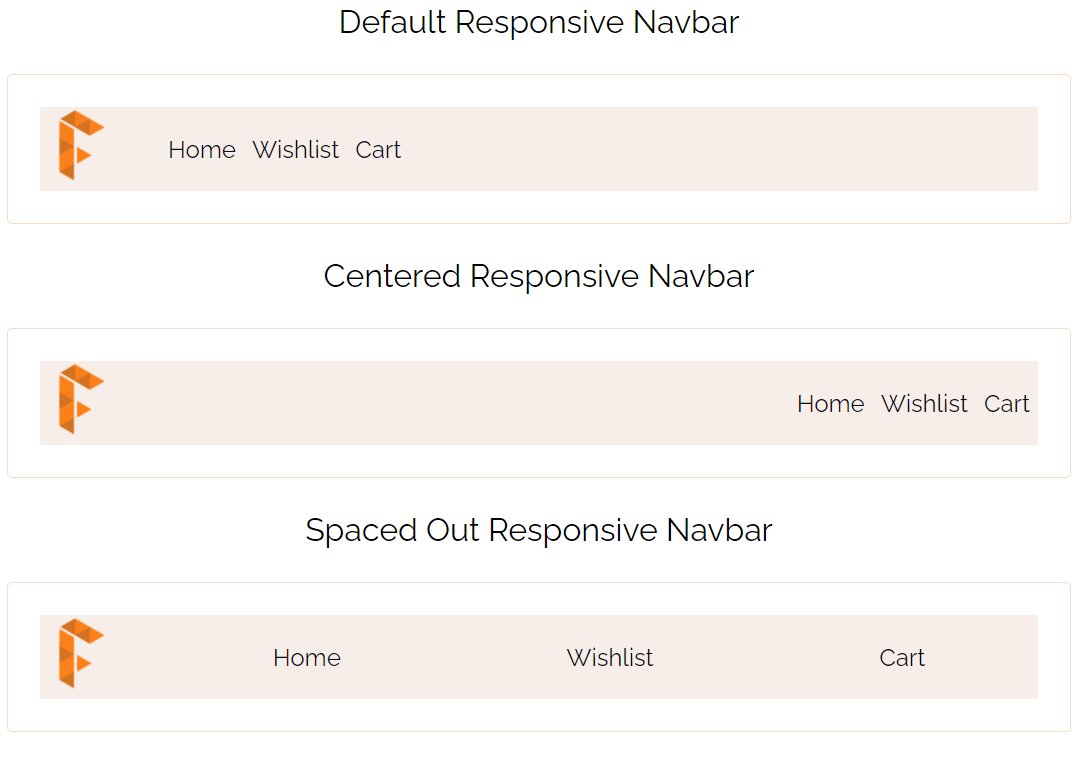 Default Responsive Navbar
Home Wishlist Cart
Centered Responsive Navbar
Home Wishlist Cart
Spaced Out Responsive Navbar
Home Wishlist Cart